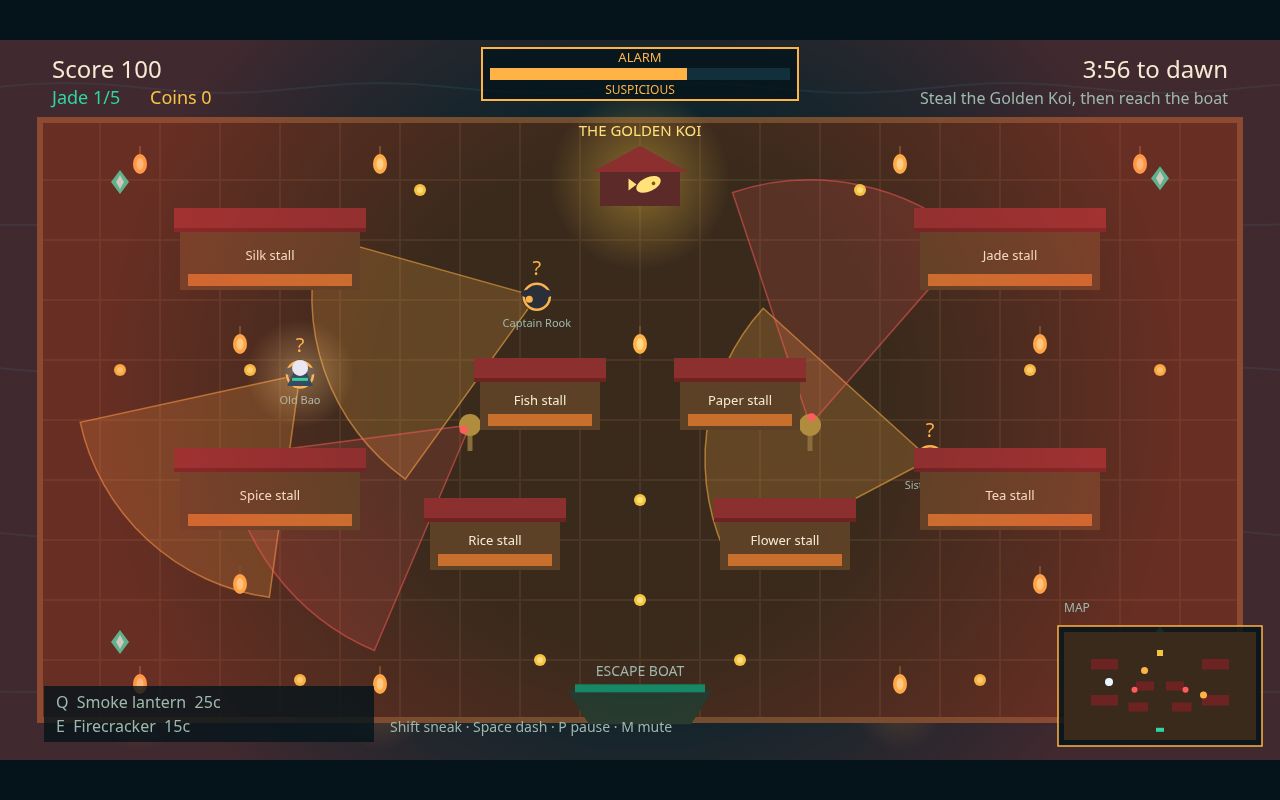 Score 100
Jade 1/5 Coins 0
ALARM
SUSPICIOUS
3:56 to dawn
Steal the Golden Koi, then reach the boat
THE GOLDEN KOI
Silk stall
Jade stall
?
Captain Rook
?
Old Bao
Fish stall
Paper stall
?
Spice stall
Tea stall
Rice stall
Flower stall
MAP
ESCAPE BOAT
Q Smoke lantern 25c
E Firecracker 15c
Shift sneak · Space dash · P pause · M mute